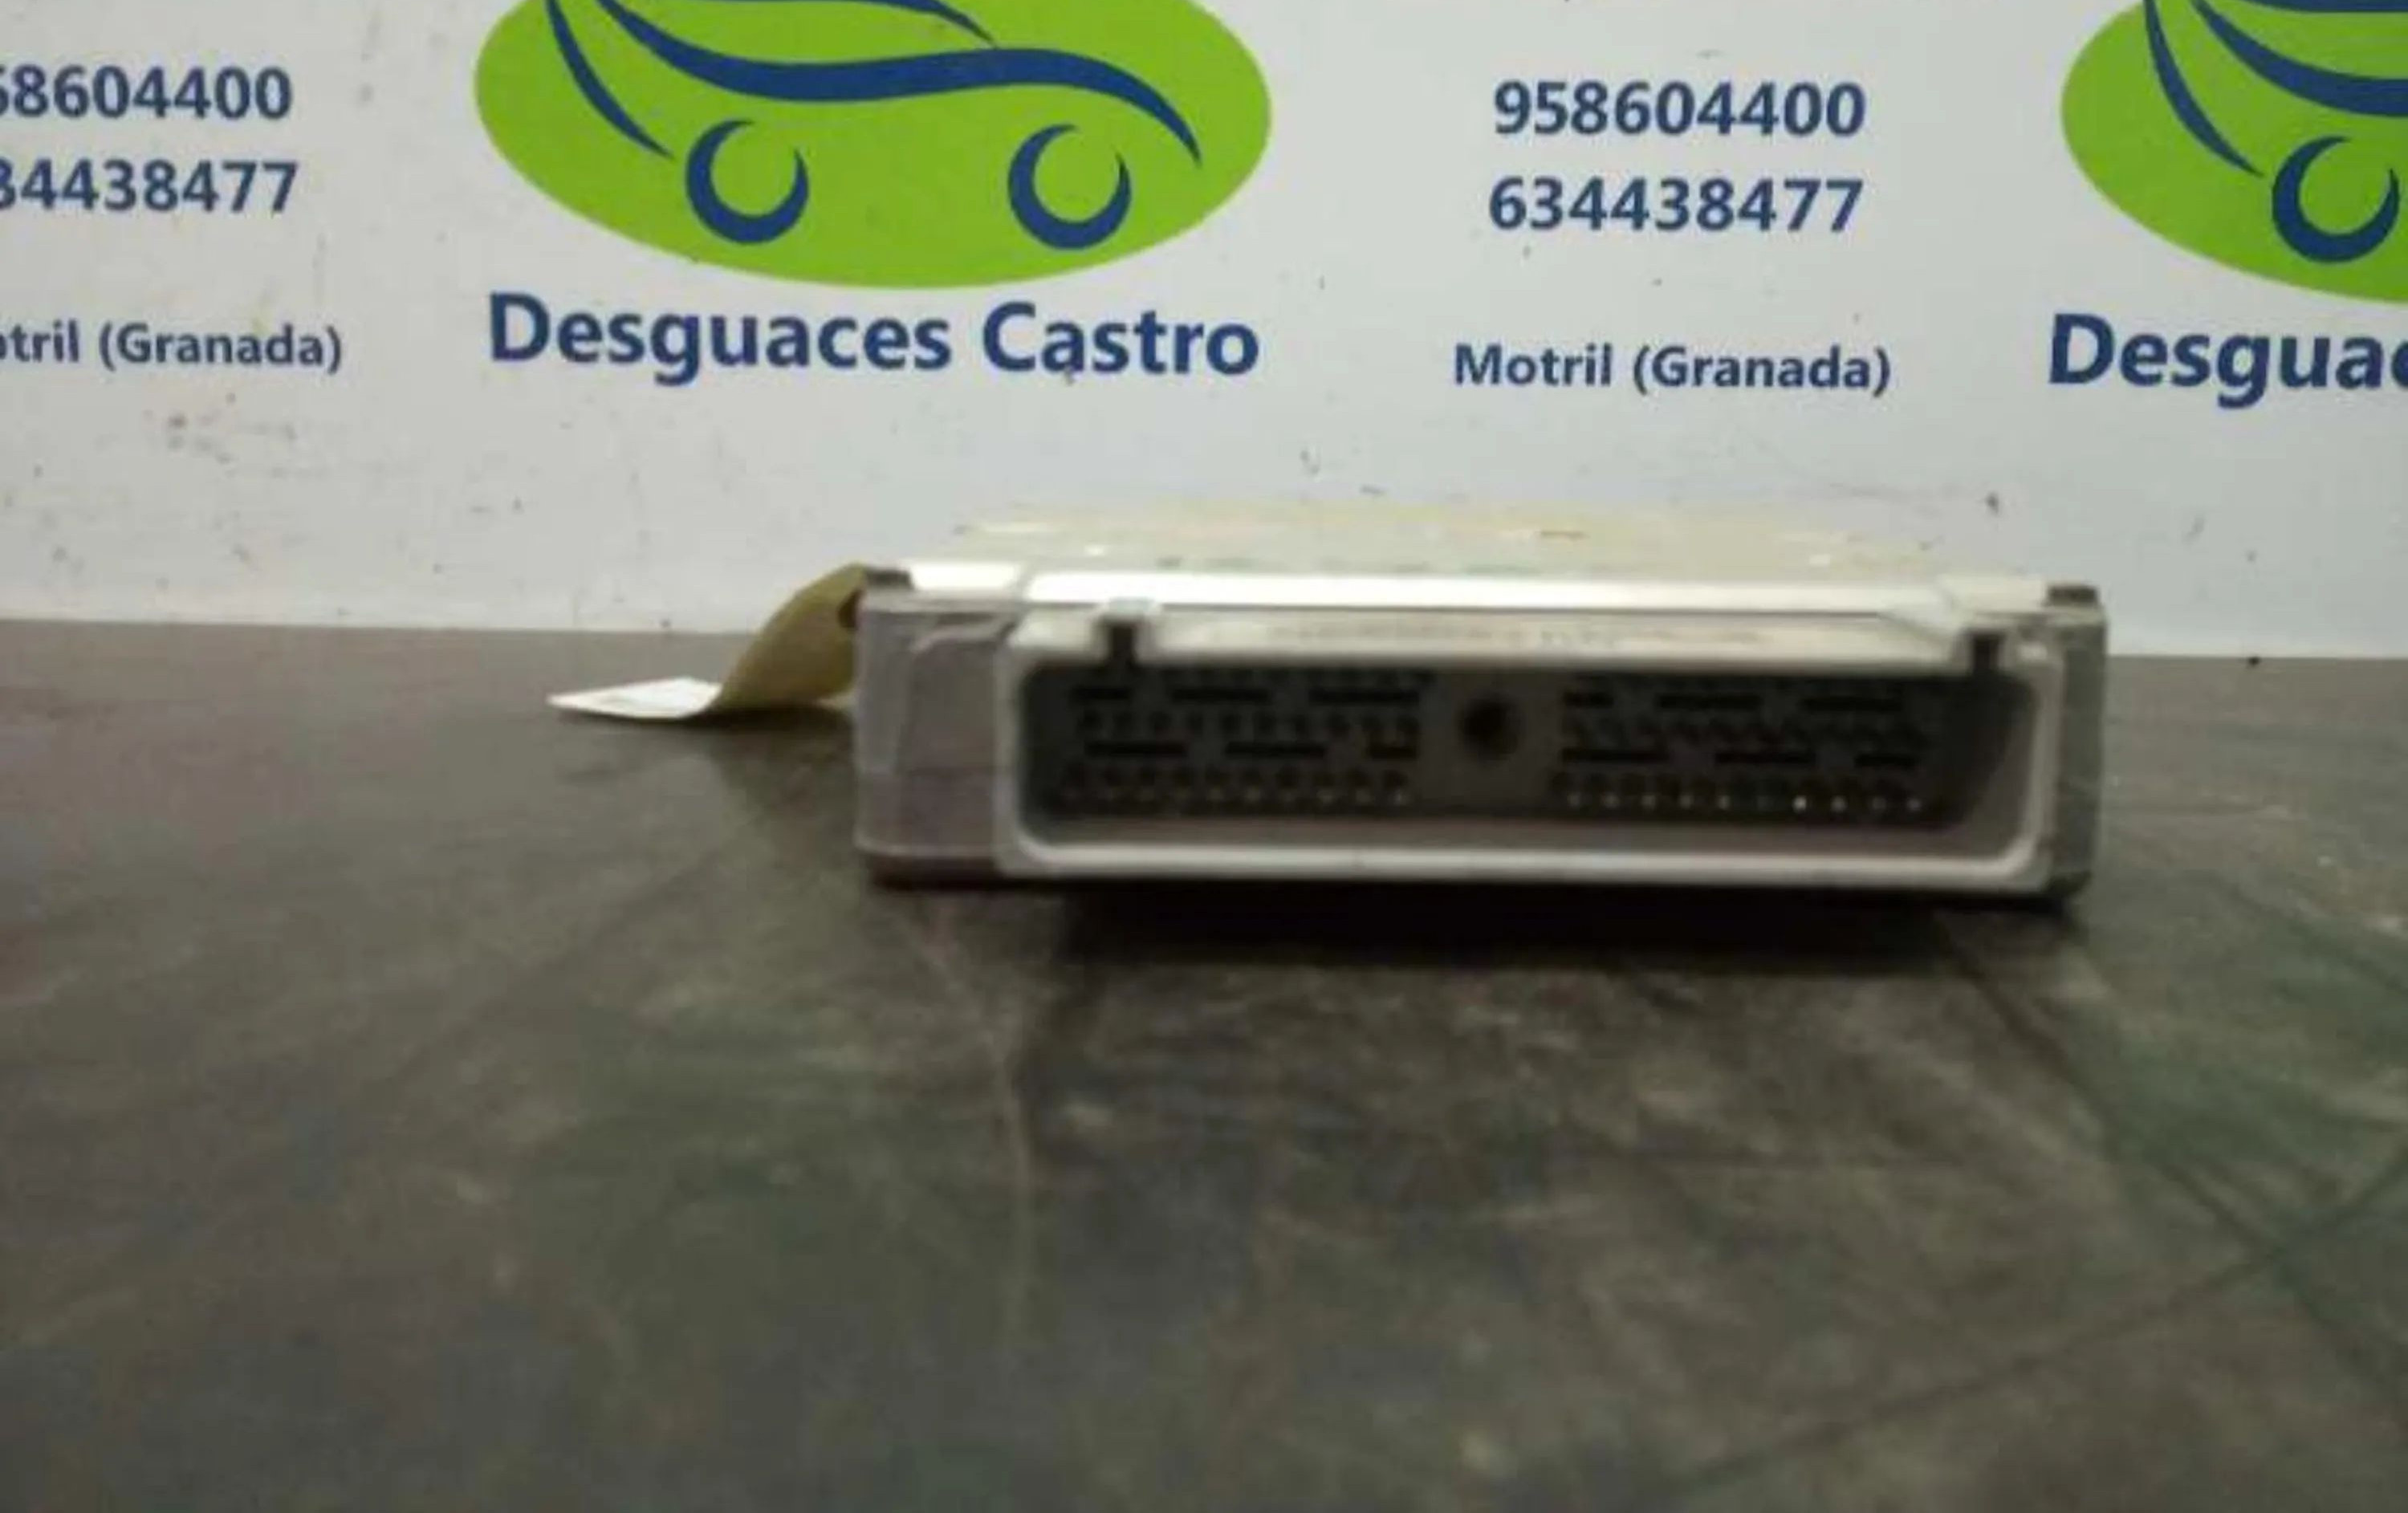 58604400
34438477
otril (Granada)
Desguaces Castro
958604400
634438477
Motril (Granada)
Desguac